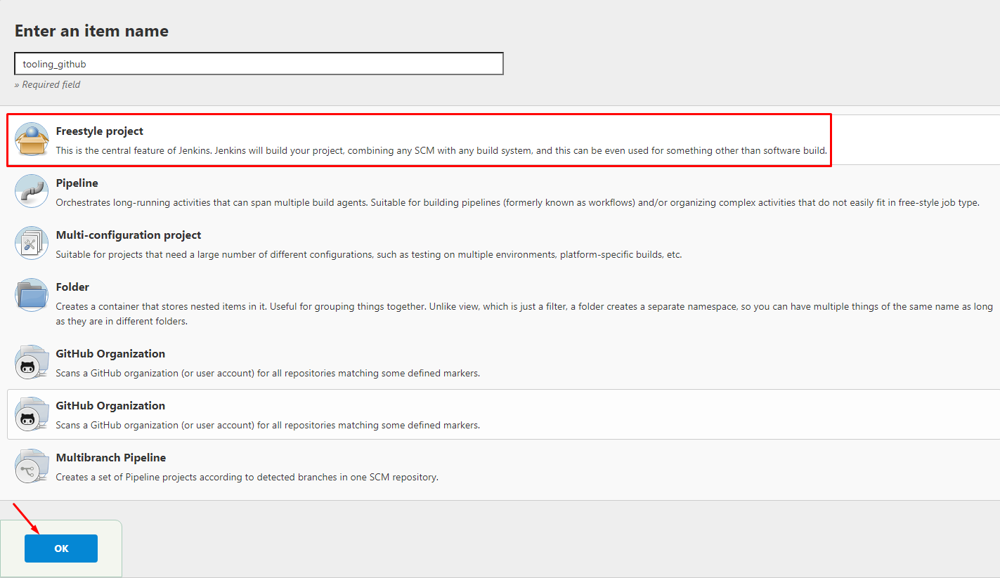 Enter an item name
tooling_github
» Required field
Freestyle project
This is the central feature of Jenkins. Jenkins will build your project, combining any SCM with any build system, and this can be even used for something other than software build.
Pipeline
Orchestrates long-running activities that can span multiple build agents. Suitable for building pipelines (formerly known as workflows) and/or organizing complex activities that do not easily fit in free-style job type.
Multi-configuration project
Suitable for projects that need a large number of different configurations, such as testing on multiple environments, platform-specific builds, etc.
Folder
Creates a container that stores nested items in it. Useful for grouping things together. Unlike view, which is just a filter, a folder creates a separate namespace, so you can have multiple things of the same name as long
as they are in different folders.
GitHub Organization
Scans a GitHub organization (or user account) for all repositories matching some defined markers.
GitHub Organization
Scans a GitHub organization (or user account) for all repositories matching some defined markers.
Multibranch Pipeline
Creates a set of Pipeline projects according to detected branches in one SCM repository.
OK